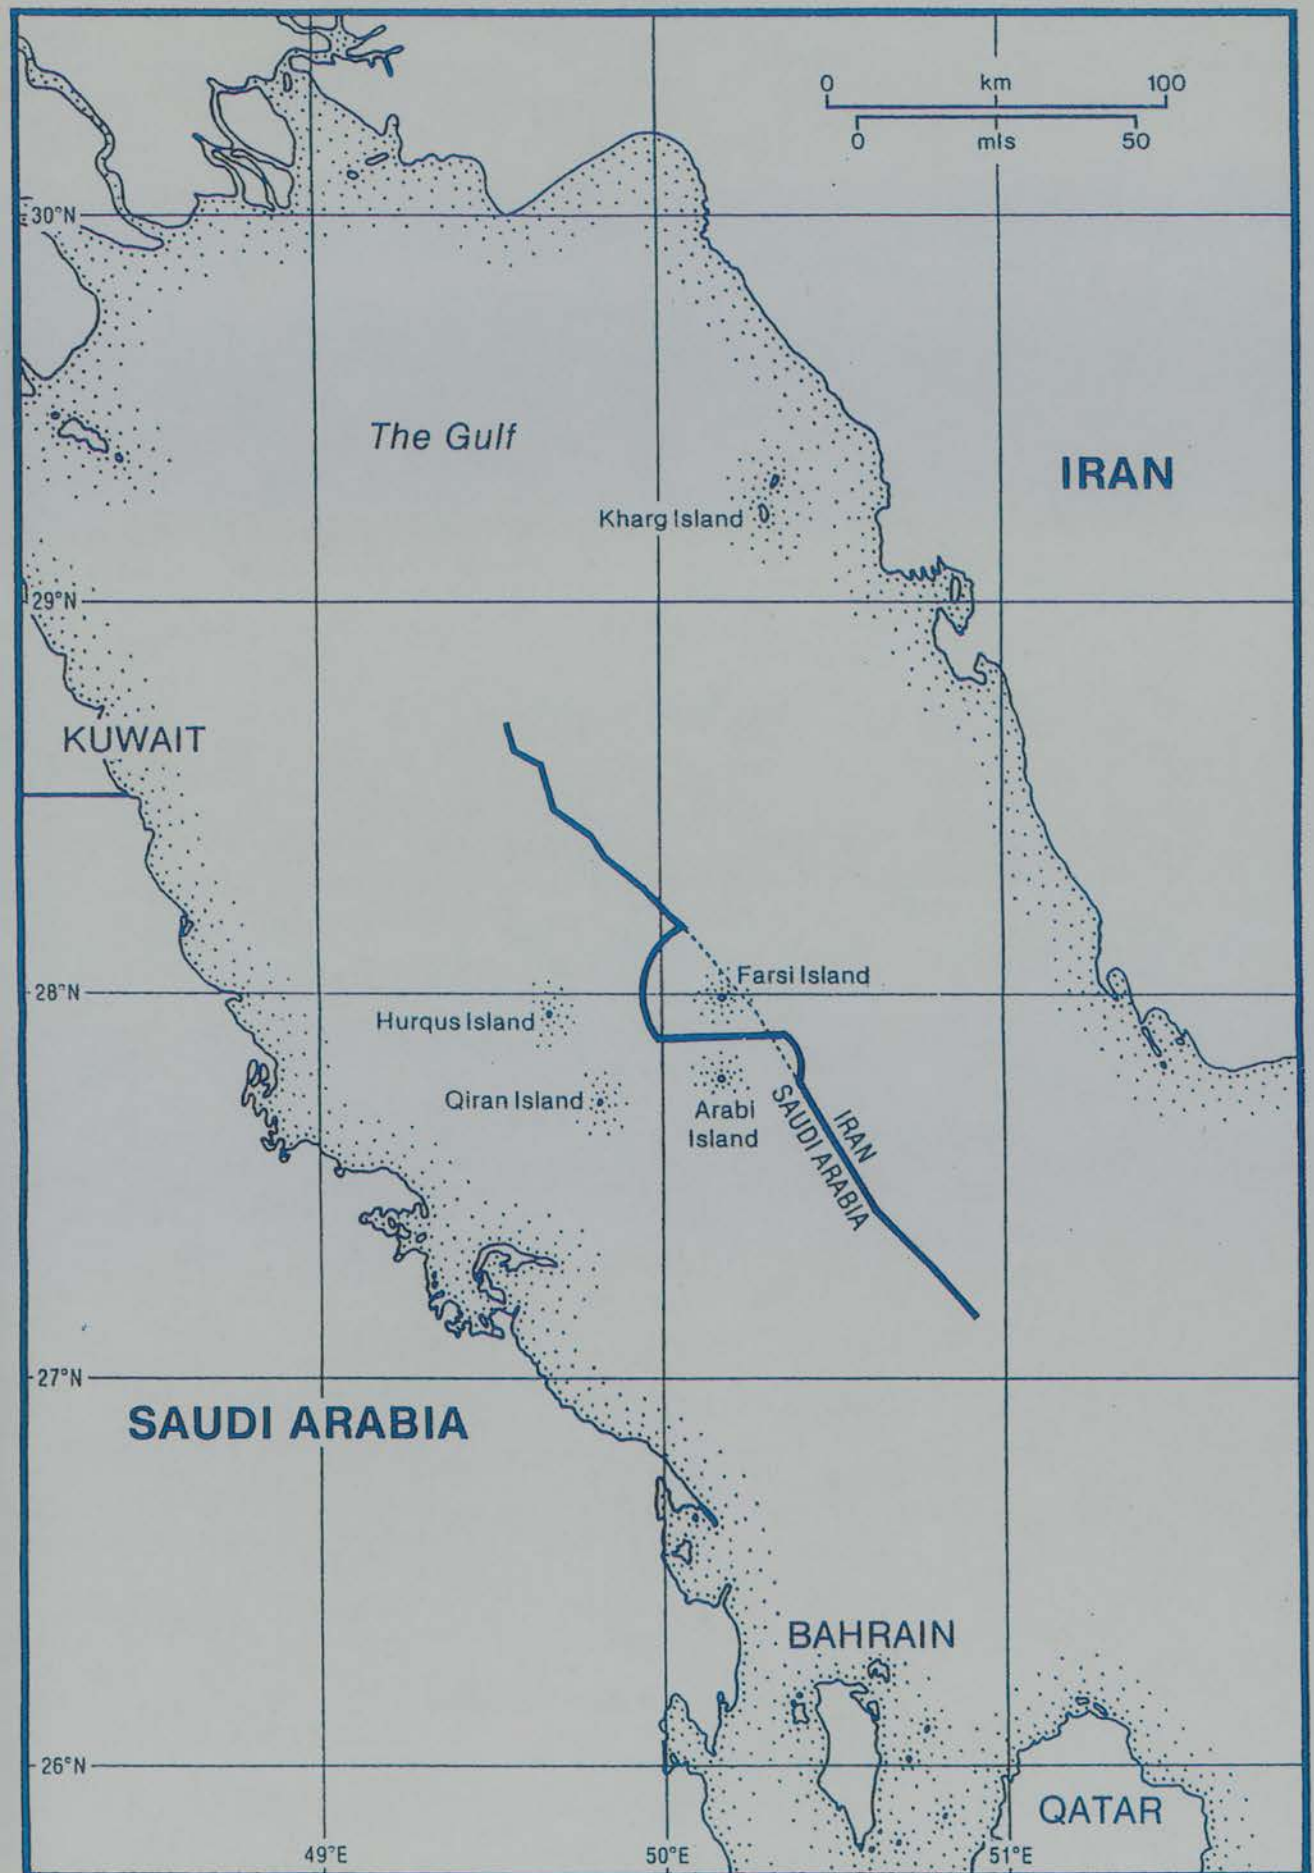 0 km 100
0 mls 50
30°N
The Gulf
IRAN
Kharg Island
29°N
KUWAIT
Farsi Island
28°N
Hurqus Island
Qiran Island
Arabi
Island
IRAN
SAUDI ARABIA
27°N
SAUDI ARABIA
BAHRAIN
26°N
QATAR
49°E
50°E
51°E